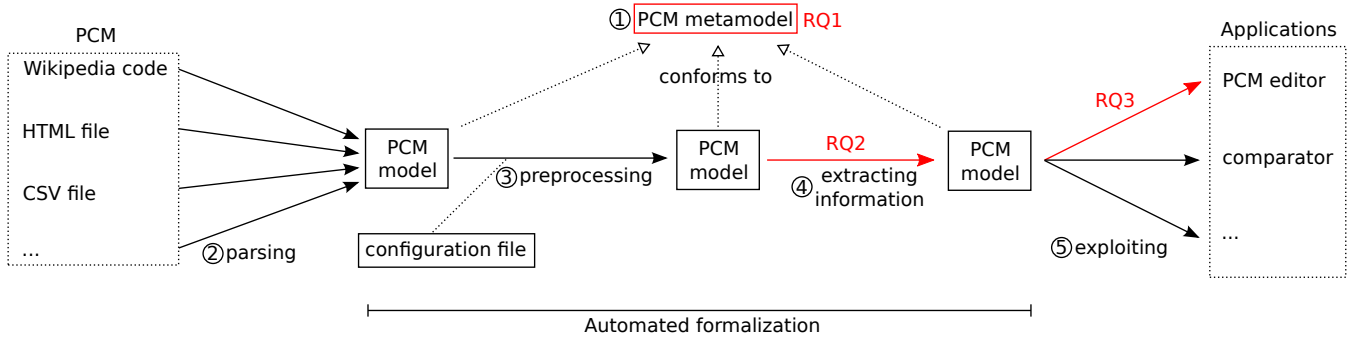 ① PCM metamodel RQ1
PCM
Applications
Wikipedia code
HTML file
CSV file
...
② parsing
PCM
model
conforms to
③ preprocessing
configuration file
PCM
model
RQ2
④ extracting
information
PCM
model
RQ3
⑤ exploiting
PCM editor
comparator
...
Automated formalization